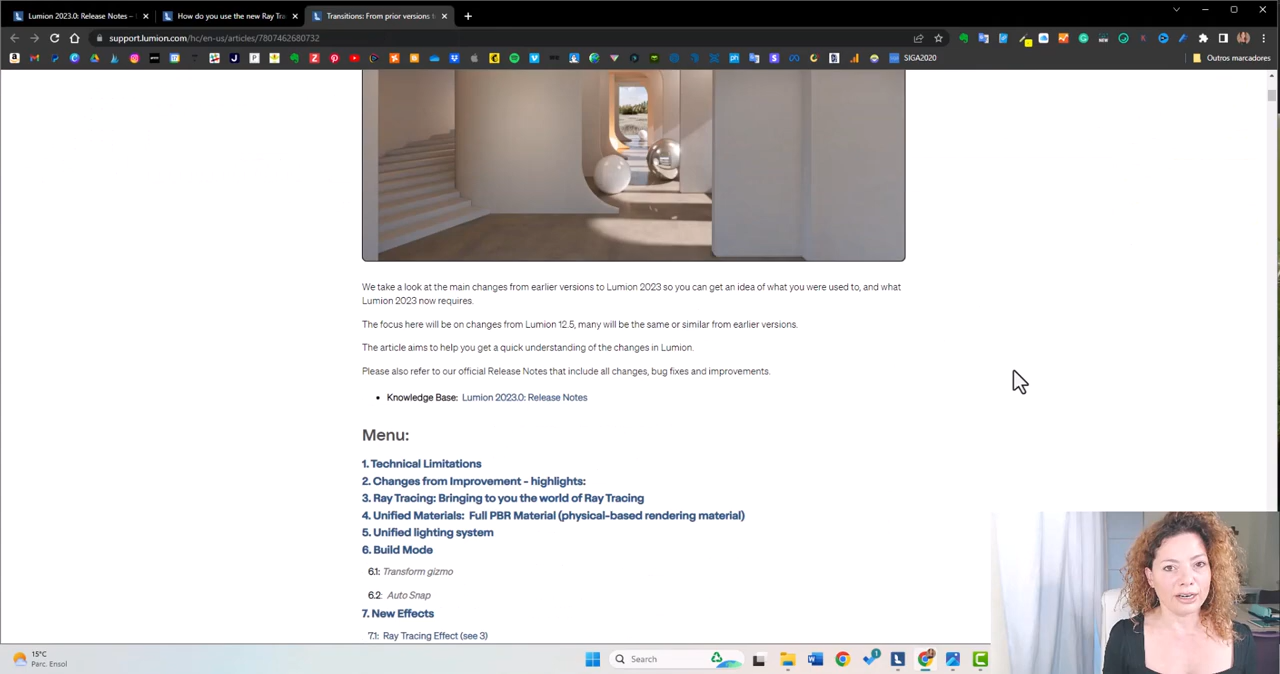 Lumion 2023.0: Release Notes –
How do you use the new Ray Tra
Transitions: From prior versions t
support.lumion.com/hc/en-us/articles/7807462680732
SIGA2020
Outros marcadores
We take a look at the main changes from earlier versions to Lumion 2023 so you can get an idea of what you were used to, and what
Lumion 2023 now requires.
The focus here will be on changes from Lumion 12.5, many will be the same or similar from earlier versions.
The article aims to help you get a quick understanding of the changes in Lumion.
Please also refer to our official Release Notes that include all changes, bug fixes and improvements.
• Knowledge Base: Lumion 2023.0: Release Notes
Menu:
1. Technical Limitations
2. Changes from Improvement - highlights:
3. Ray Tracing: Bringing to you the world of Ray Tracing
4. Unified Materials: Full PBR Material (physical-based rendering material)
5. Unified lighting system
6. Build Mode
6.1: Transform gizmo
6.2: Auto Snap
7. New Effects
7.1: Ray Tracing Effect (see 3)
15°C
Parc. Ensol
Search